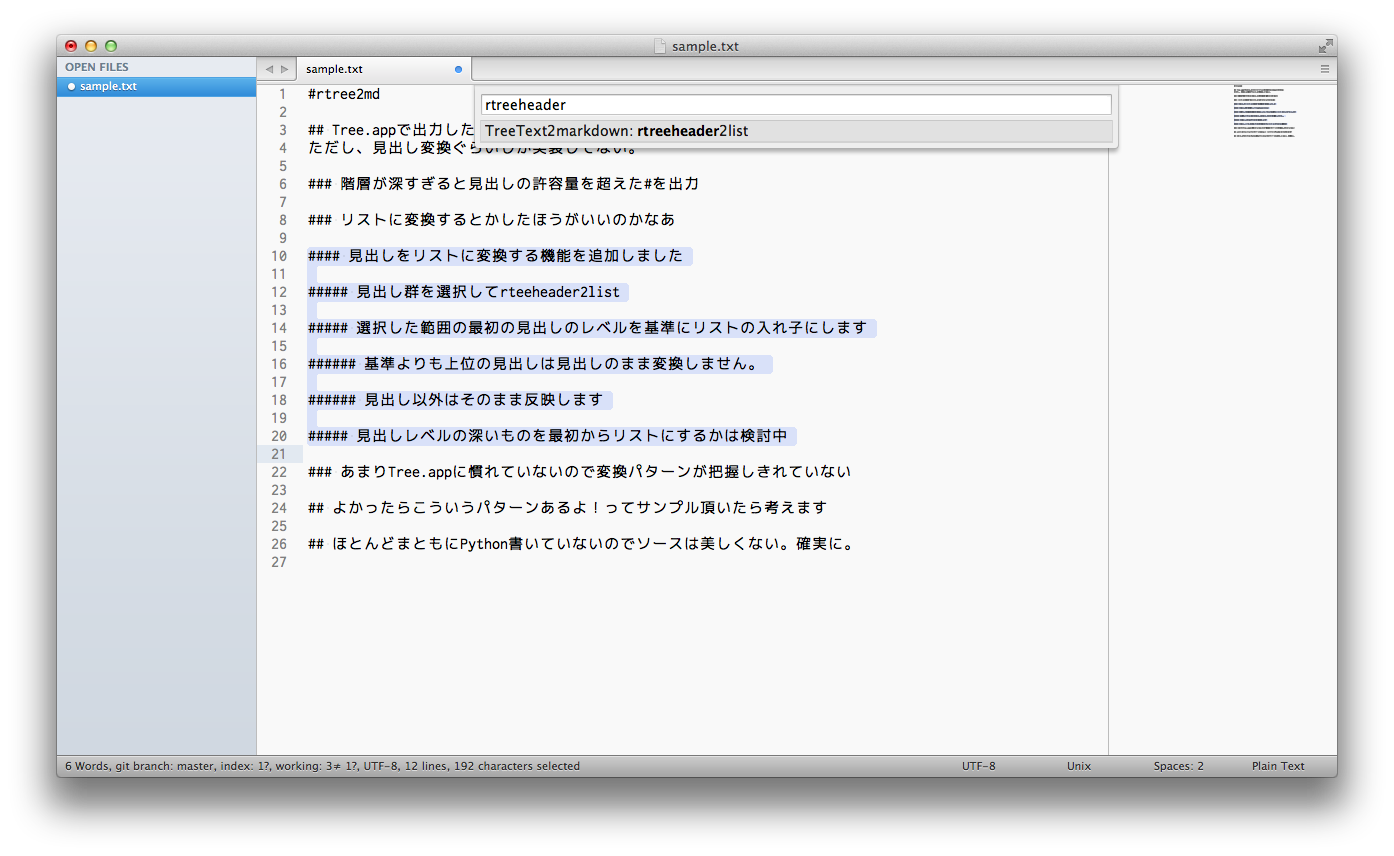 sample.txt
OPEN FILES
sample.txt
sample.txt
rtreeheader
TreeText2markdown: rtreeheader2list
1 #rtree2md
2
3 ## Tree.appで出力した
4 ただし、見出し変換ぐらいしか実装してない。
5
6 ### 階層が深すぎると見出しの許容量を超えた#を出力
7
8 ### リストに変換するとかしたほうがいいのかなあ
9
10 #### 見出しをリストに変換する機能を追加しました
11
12 ##### 見出し群を選択してrteeheader2list
13
14 ##### 選択した範囲の最初の見出しのレベルを基準にリストの入れ子にします
15
16 ###### 基準よりも上位の見出しは見出しのまま変換しません。
17
18 ###### 見出し以外はそのまま反映します
19
20 ##### 見出しレベルの深いものを最初からリストにするかは検討中
21
22 ### あまりTree.appに慣れていないので変換パターンが把握しきれていない
23
24 ## よかったらこういうパターンあるよ！ってサンプル頂いたら考えます
25
26 ## ほとんどまともにPython書いていないのでソースは美しくない。確実に。
27
6 Words, git branch: master, index: 1?, working: 3≠ 1?, UTF-8, 12 lines, 192 characters selected
UTF-8
Unix
Spaces: 2
Plain Text